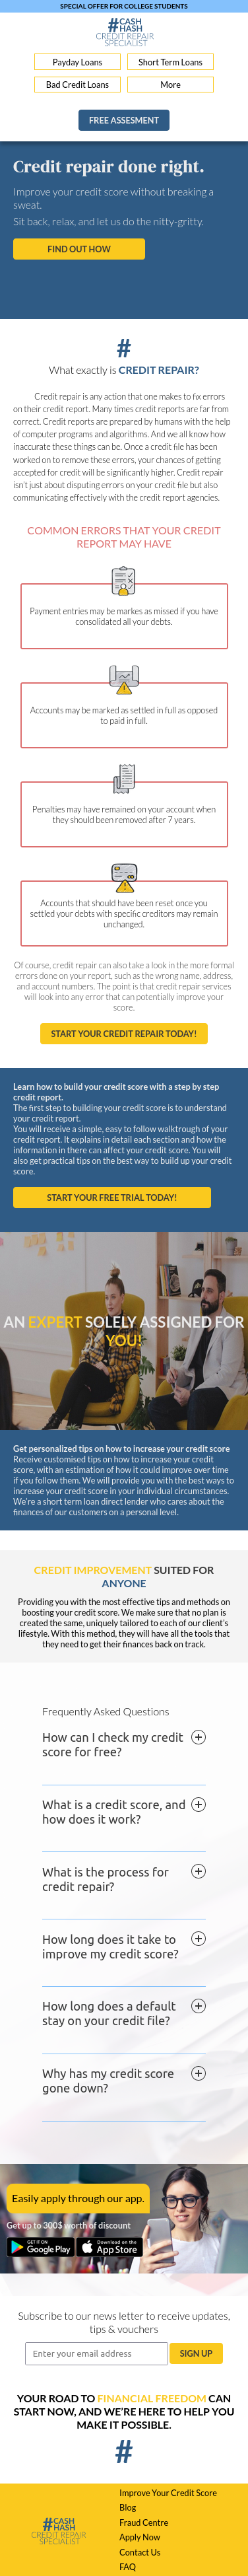 SPECIAL OFFER FOR COLLEGE STUDENTS
#CASH
HASH
CREDIT REPAIR
SPECIALIST
Payday Loans
Short Term Loans
Bad Credit Loans
More
FREE ASSESMENT
Credit repair done right.
Improve your credit score without breaking a
sweat.
Sit back, relax, and let us do the nitty-gritty.
FIND OUT HOW
#
What exactly is CREDIT REPAIR?
Credit repair is any action that one makes to fix errors
on their credit report. Many times credit reports are far from
correct. Credit reports are prepared by humans with the help
of computer programs and algorithms. And we all know how
inaccurate these things can be. Once a credit file has been
worked on to remove these errors, your chances of getting
accepted for credit will be significantly higher. Credit repair
isn't just about disputing errors on your credit file but also
communicating effectively with the credit report agencies.
COMMON ERRORS THAT YOUR CREDIT
REPORT MAY HAVE
Payment entries may be markes as missed if you have
consolidated all your debts.
Accounts may be marked as settled in full as opposed
to paid in full.
Penalties may have remained on your account when
they should been removed after 7 years.
Accounts that should have been reset once you
settled your debts with specific creditors may remain
unchanged.
Of course, credit repair can also take a look in the more formal
errors done on your report, such as the wrong name, address,
and account numbers. The point is that credit repair services
will look into any error that can potentially improve your
score.
START YOUR CREDIT REPAIR TODAY!
Learn how to build your credit score with a step by step
credit report.
The first step to building your credit score is to understand
your credit report.
You will receive a simple, easy to follow walktrough of your
credit report. It explains in detail each section and how the
information in there can affect your credit score. You will
also get practical tips on the best way to build up your credit
score.
START YOUR FREE TRIAL TODAY!
AN EXPERT SOLELY ASSIGNED FOR
YOU!
Get personalized tips on how to increase your credit score
Receive customised tips on how to increase your credit
score, with an estimation of how it could improve over time
if you follow them. We will provide you with the best ways to
increase your credit score in your individual circumstances.
We're a short term loan direct lender who cares about the
finances of our customers on a personal level.
CREDIT IMPROVEMENT SUITED FOR
ANYONE
Providing you with the most effective tips and methods on
boosting your credit score. We make sure that no plan is
created the same, uniquely tailored to each of our client's
lifestyle. With this method, they will have all the tools that
they need to get their finances back on track.
Frequently Asked Questions
How can I check my credit
score for free?
What is a credit score, and
how does it work?
What is the process for
credit repair?
How long does it take to
improve my credit score?
How long does a default
stay on your credit file?
Why has my credit score
gone down?
Easily apply through our app.
Get up to 300$ worth of discount
GET IT ON
Google Play
Download on the
App Store
Subscribe to our news letter to receive updates,
tips & vouchers
Enter your email address
SIGN UP
YOUR ROAD TO FINANCIAL FREEDOM CAN
START NOW, AND WE'RE HERE TO HELP YOU
MAKE IT POSSIBLE.
#
#CASH
HASH
CREDIT REPAIR
SPECIALIST
Improve Your Credit Score
Blog
Fraud Centre
Apply Now
Contact Us
FAQ